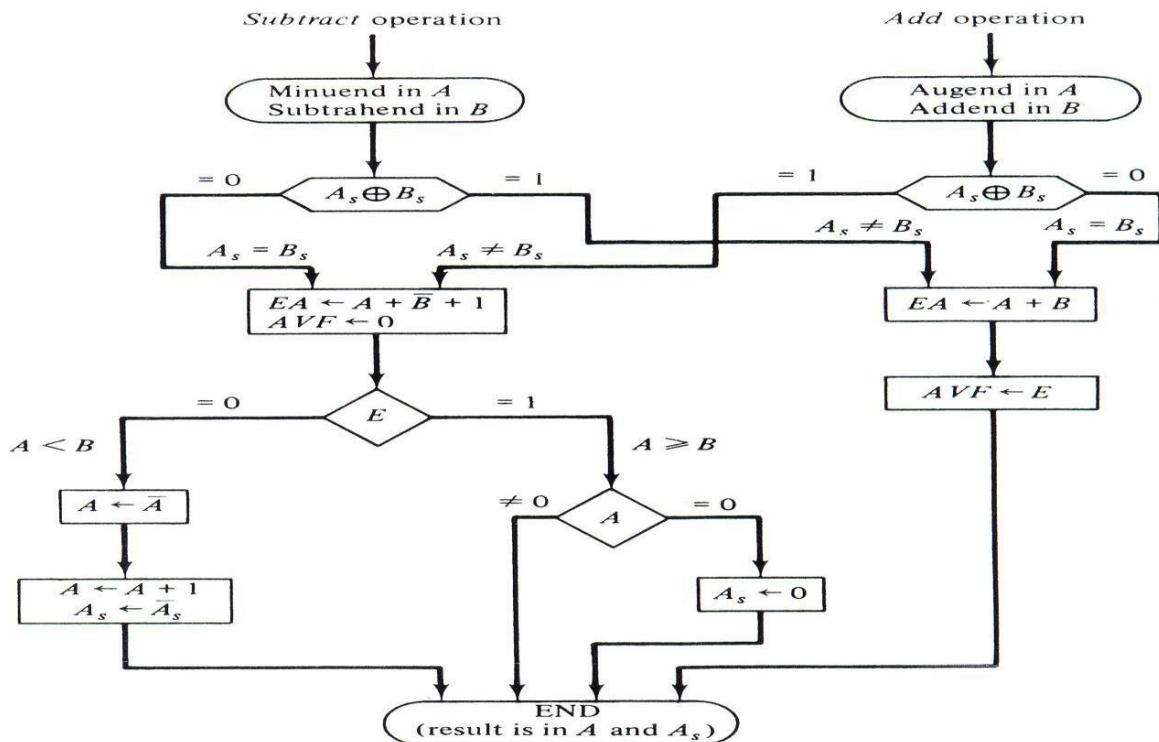 Subtract operation
Add operation
Minuend in A
Subtrahend in B
Augend in A
Addend in B
= 0
A_s ⊕ B_s
= 1
= 1
A_s ⊕ B_s
= 0
A_s = B_s
A_s ≠ B_s
A_s ≠ B_s
A_s = B_s
EA ← A + B̅ + 1
AVF ← 0
EA ← A + B
= 0
E
= 1
AVF ← E
A < B
A ≥ B
A ← A̅
≠ 0
A
= 0
A ← A + 1
A_s ← A̅_s
A_s ← 0
END
(result is in A and A_s)